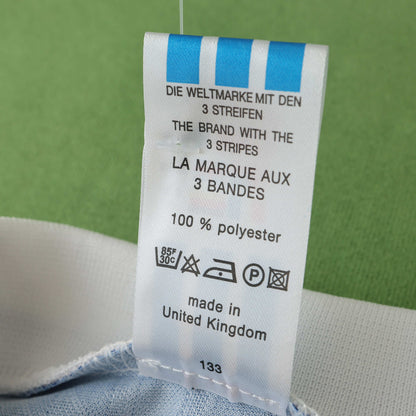 DIE WELTMARKE MIT DEN
3 STREIFEN
THE BRAND WITH THE
3 STRIPES
LA MARQUE AUX
3 BANDES
100 % polyester
85F
30C
P
made in
United Kingdom
133